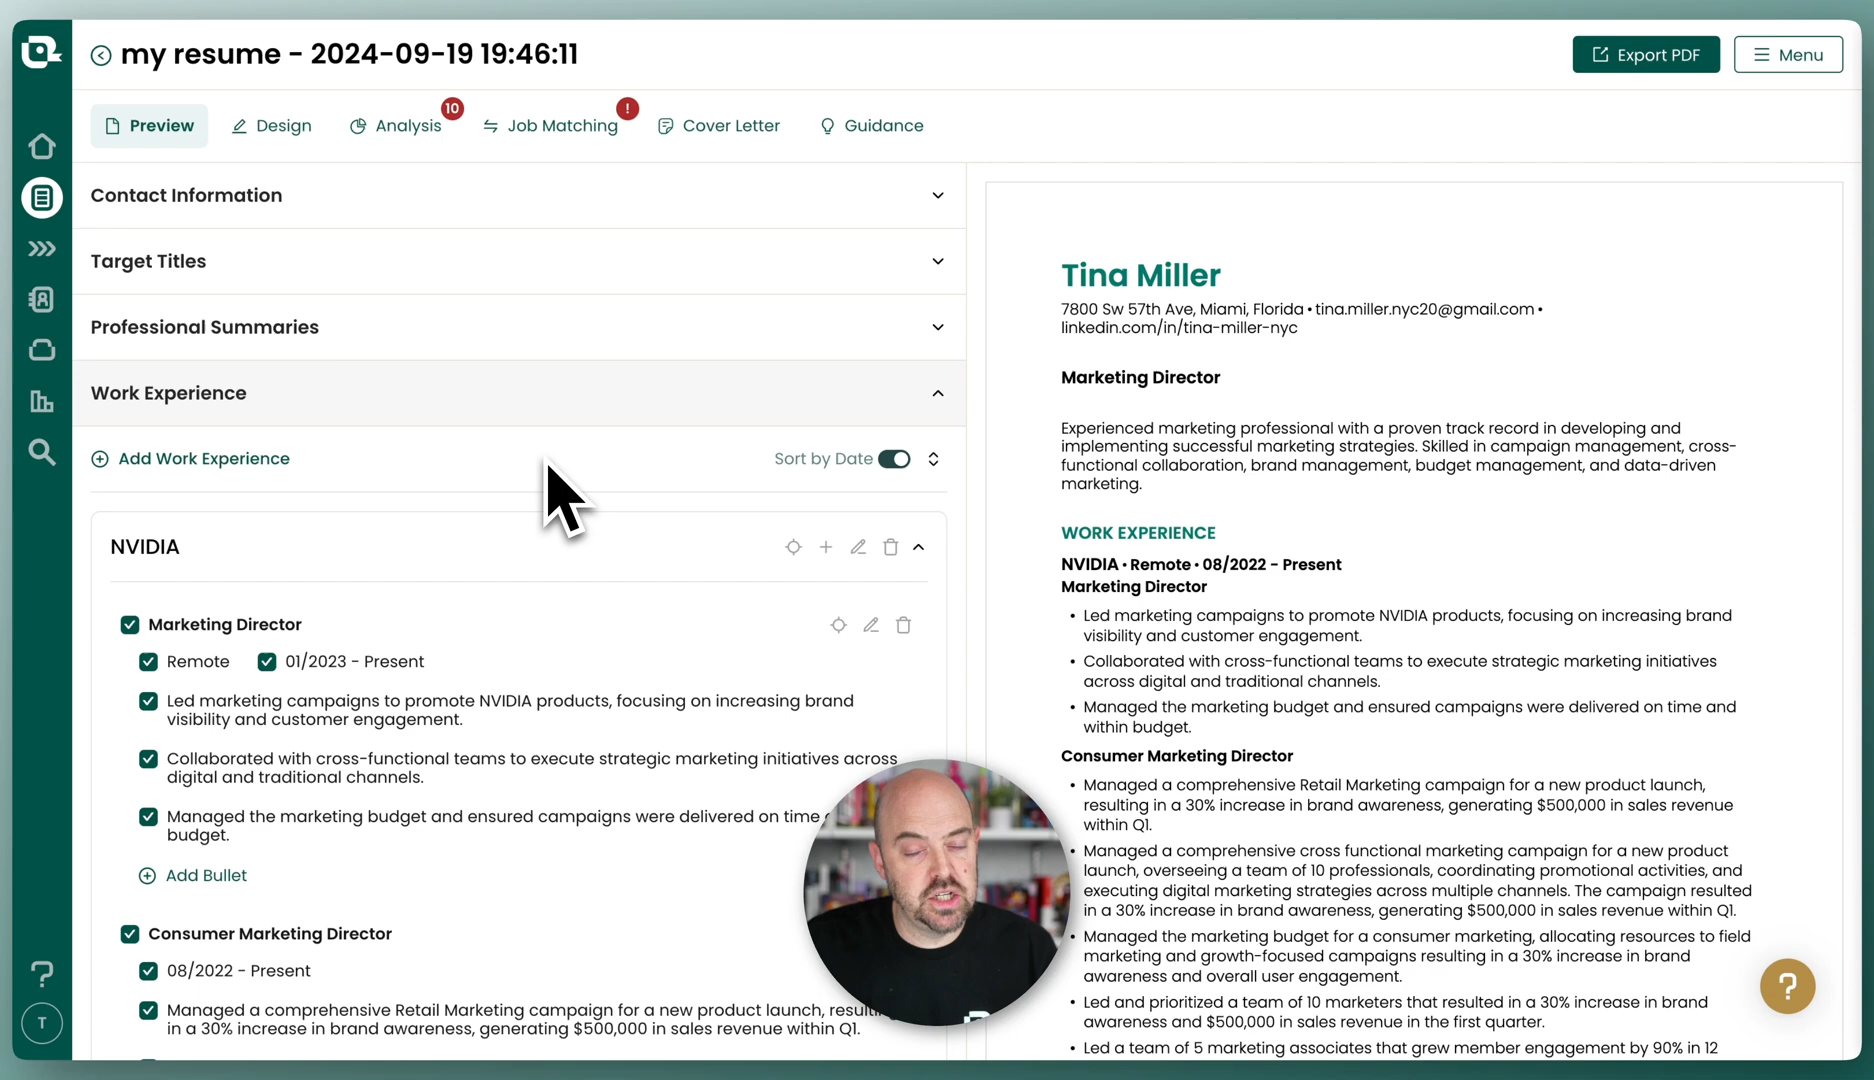 my resume - 2024-09-19 19:46:11
Export PDF
Menu
Preview
Design
Analysis
10
Job Matching
!
Cover Letter
Guidance
Contact Information
Target Titles
Professional Summaries
Work Experience
Add Work Experience
Sort by Date
NVIDIA
Marketing Director
Remote
01/2023 - Present
Led marketing campaigns to promote NVIDIA products, focusing on increasing brand
visibility and customer engagement.
Collaborated with cross-functional teams to execute strategic marketing initiatives across
digital and traditional channels.
Managed the marketing budget and ensured campaigns were delivered on time
budget.
Add Bullet
Consumer Marketing Director
08/2022 - Present
Managed a comprehensive Retail Marketing campaign for a new product launch,
in a 30% increase in brand awareness, generating $500,000 in sales revenue within Q1.
?
T
Tina Miller
7800 Sw 57th Ave, Miami, Florida • tina.miller.nyc20@gmail.com •
linkedin.com/in/tina-miller-nyc
Marketing Director
Experienced marketing professional with a proven track record in developing and
implementing successful marketing strategies. Skilled in campaign management, cross-
functional collaboration, brand management, budget management, and data-driven
marketing.
WORK EXPERIENCE
NVIDIA • Remote • 08/2022 - Present
Marketing Director
• Led marketing campaigns to promote NVIDIA products, focusing on increasing brand
visibility and customer engagement.
• Collaborated with cross-functional teams to execute strategic marketing initiatives
across digital and traditional channels.
• Managed the marketing budget and ensured campaigns were delivered on time and
within budget.
Consumer Marketing Director
• Managed a comprehensive Retail Marketing campaign for a new product launch,
resulting in a 30% increase in brand awareness, generating $500,000 in sales revenue
within Q1.
• Managed a comprehensive cross functional marketing campaign for a new product
launch, overseeing a team of 10 professionals, coordinating promotional activities, and
executing digital marketing strategies across multiple channels. The campaign resulted
in a 30% increase in brand awareness, generating $500,000 in sales revenue within Q1.
• Managed the marketing budget for a consumer marketing, allocating resources to field
marketing and growth-focused campaigns resulting in a 30% increase in brand
awareness and overall user engagement.
• Led and prioritized a team of 10 marketers that resulted in a 30% increase in brand
awareness and $500,000 in sales revenue in the first quarter.
• Led a team of 5 marketing associates that grew member engagement by 90% in 12
?